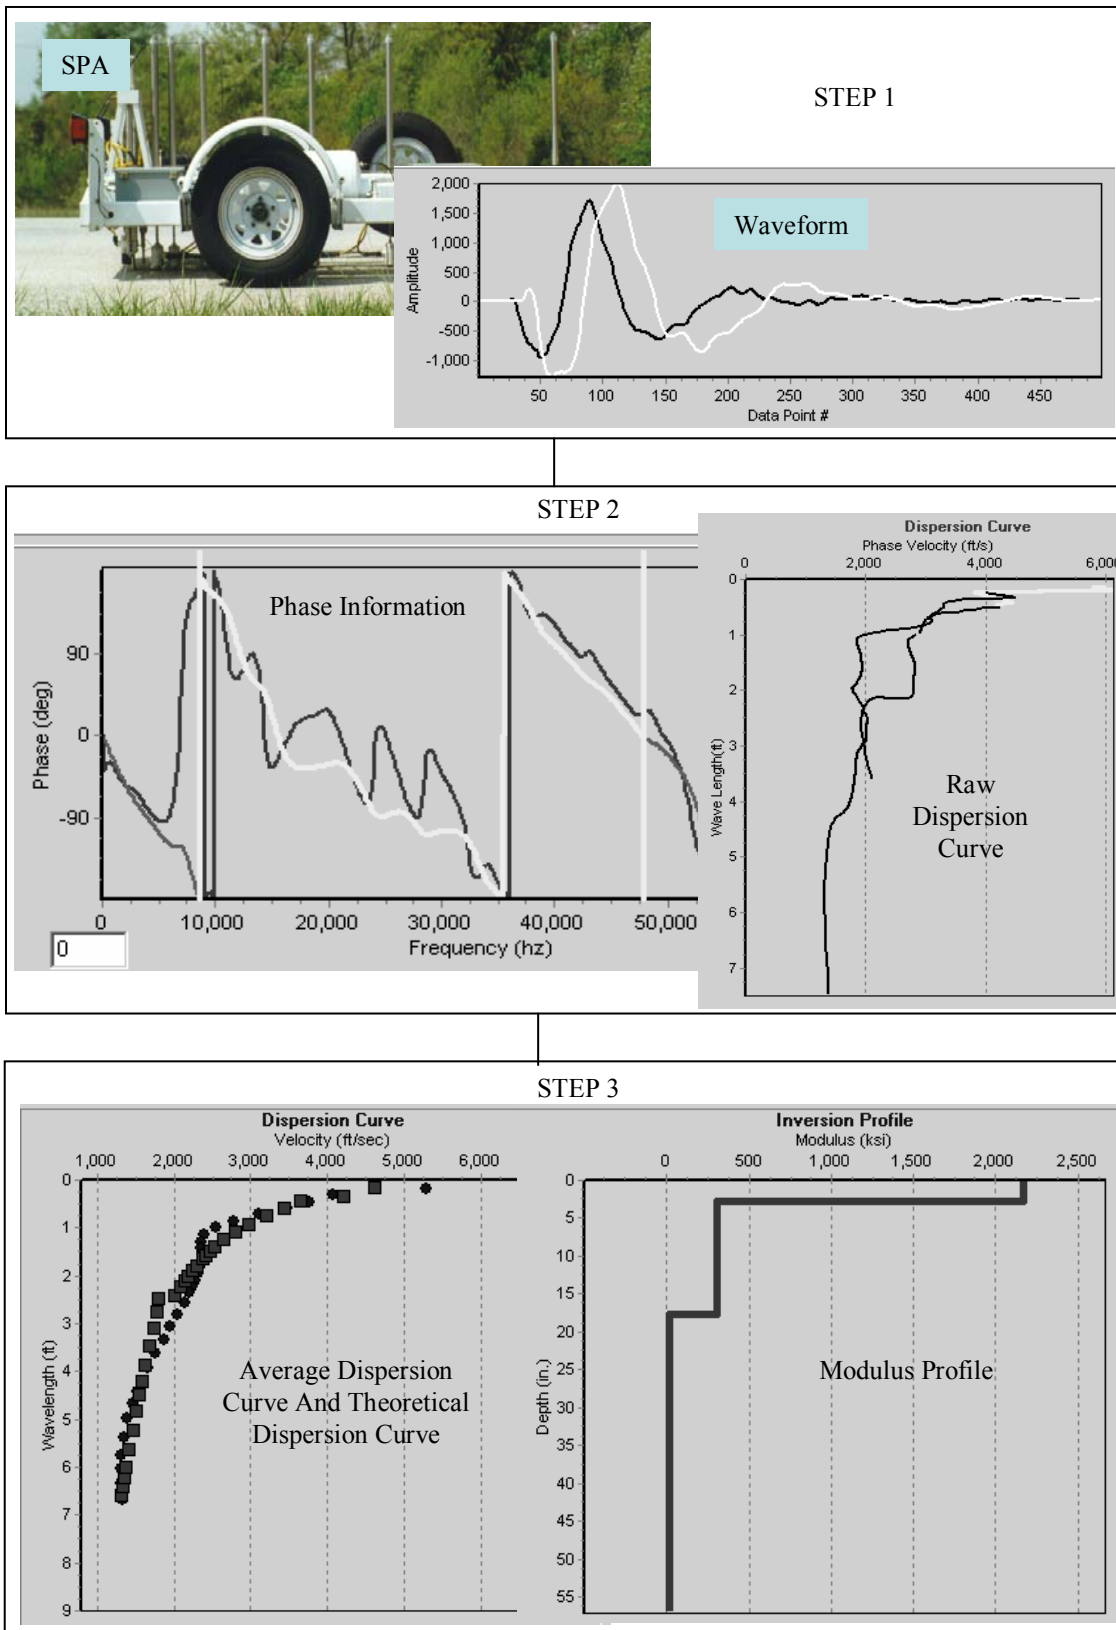 SPA
STEP 1
Waveform
2,000
1,500
1,000
500
0
-500
-1,000
Amplitude
50 100 150 200 250 300 350 400 450
Data Point #
STEP 2
Phase Information
90
0
-90
Phase (deg)
0 10,000 20,000 30,000 40,000 50,000
Frequency (hz)
0
Dispersion Curve
Phase Velocity (ft/s)
0 2,000 4,000 6,000
0
1
2
3
4
5
6
7
Wave Length(ft)
Raw
Dispersion
Curve
STEP 3
Dispersion Curve
Velocity (ft/sec)
1,000 2,000 3,000 4,000 5,000 6,000
0
1
2
3
4
5
6
7
8
9
Wavelength (ft)
Average Dispersion
Curve And Theoretical
Dispersion Curve
Inversion Profile
Modulus (ksi)
0 500 1,000 1,500 2,000 2,500
0
5
10
15
20
25
30
35
40
45
50
55
Depth (in.)
Modulus Profile